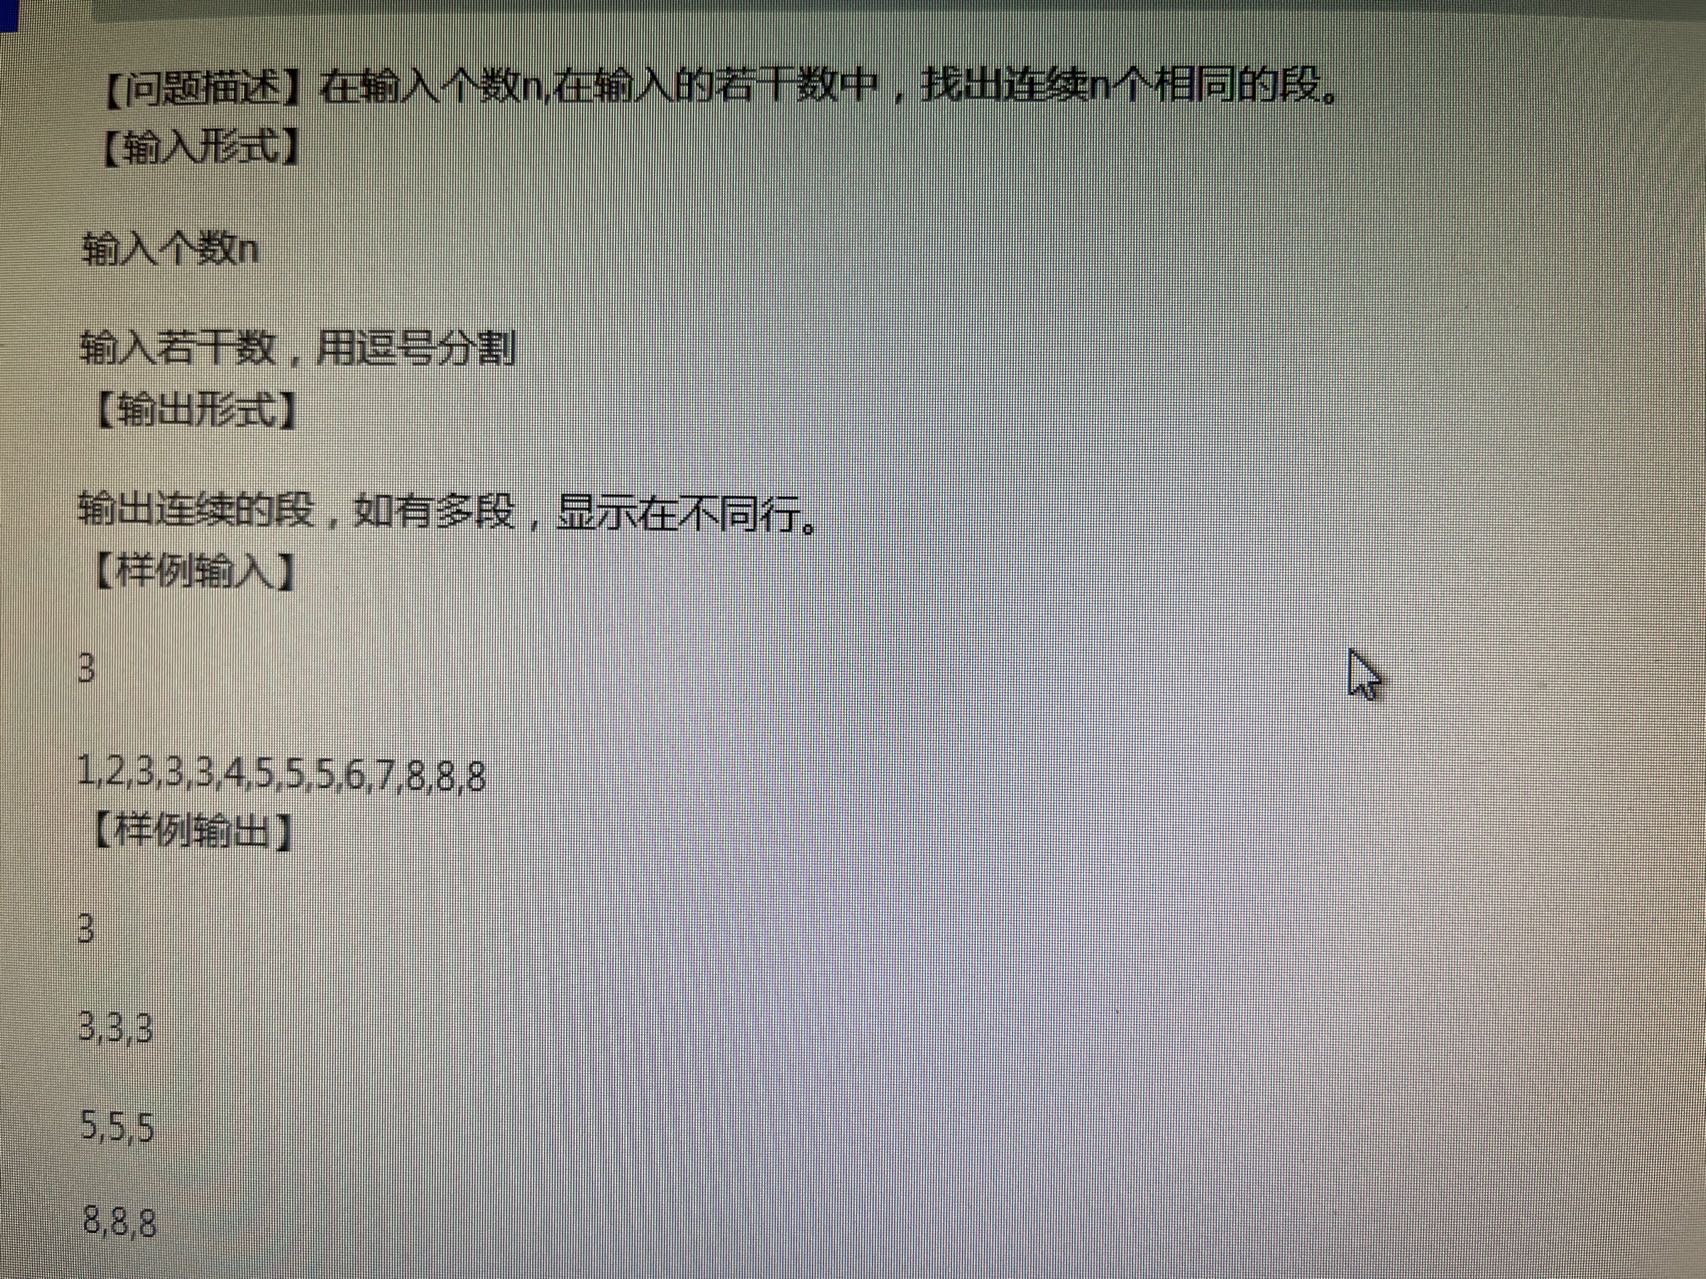 【问题描述】在输入个数n,在输入的若干数中，找出连续n个相同的段。
【输入形式】
输入个数n
输入若干数，用逗号分割
【输出形式】
输出连续的段，如有多段，显示在不同行。
【样例输入】
3
1,2,3,3,3,4,5,5,5,6,7,8,8,8
【样例输出】
3
3,3,3
5,5,5
8,8,8